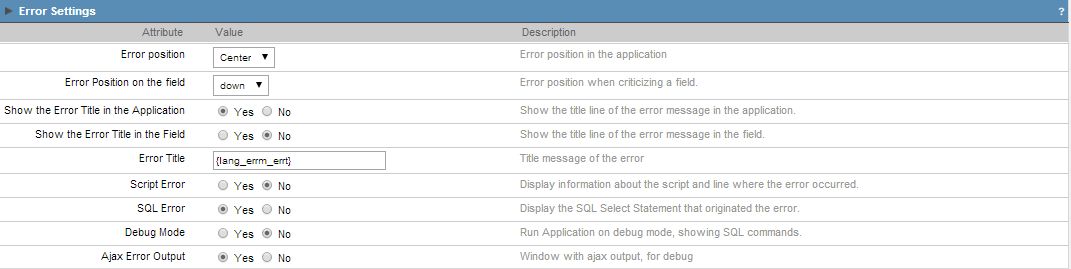 Error Settings ?
Attribute Value Description
Error position Center Error position in the application
Error Position on the field down Error position when criticizing a field.
Show the Error Title in the Application Yes No Show the title line of the error message in the application.
Show the Error Title in the Field Yes No Show the title line of the error message in the field.
Error Title {lang_errm_errt} Title message of the error
Script Error Yes No Display information about the script and line where the error occurred.
SQL Error Yes No Display the SQL Select Statement that originated the error.
Debug Mode Yes No Run Application on debug mode, showing SQL commands.
Ajax Error Output Yes No Window with ajax output, for debug